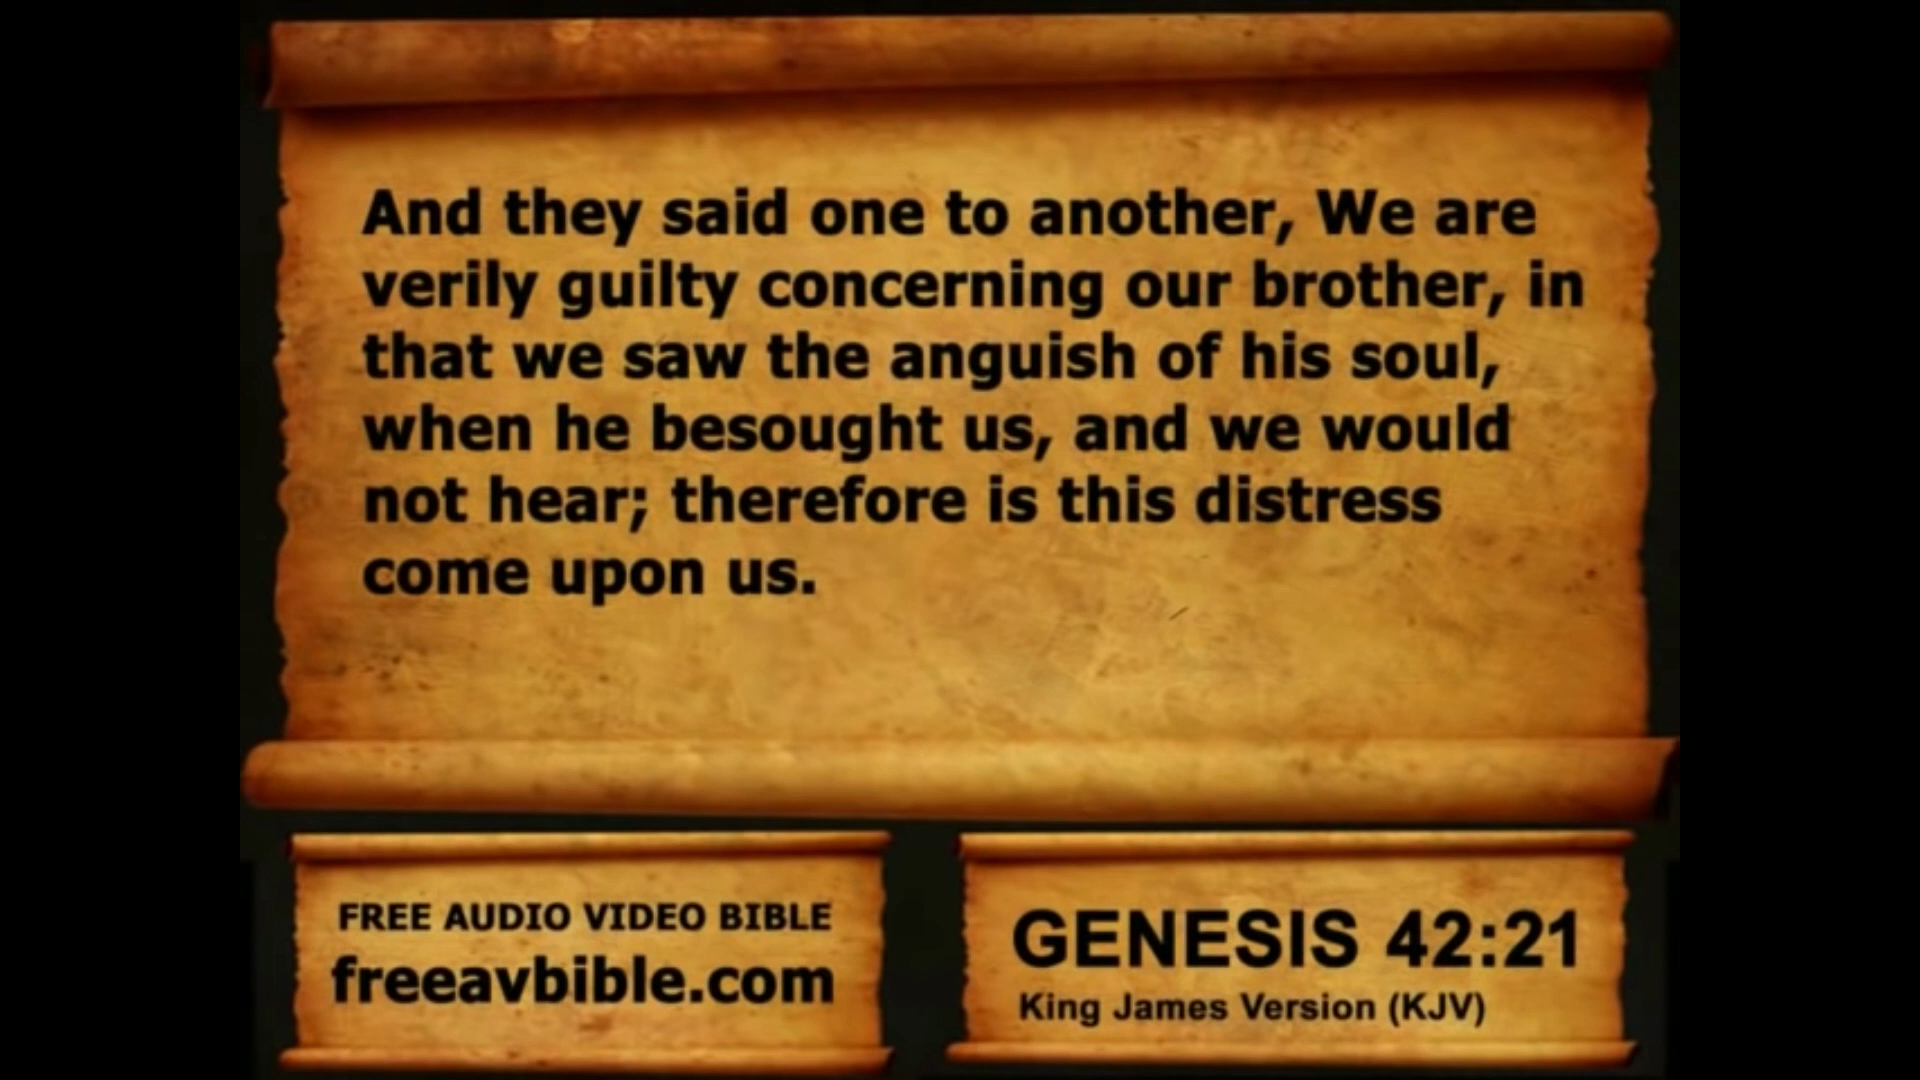 And they said one to another, We are
verily guilty concerning our brother, in
that we saw the anguish of his soul,
when he besought us, and we would
not hear; therefore is this distress
come upon us.
FREE AUDIO VIDEO BIBLE
freeavbible.com
GENESIS 42:21
King James Version (KJV)